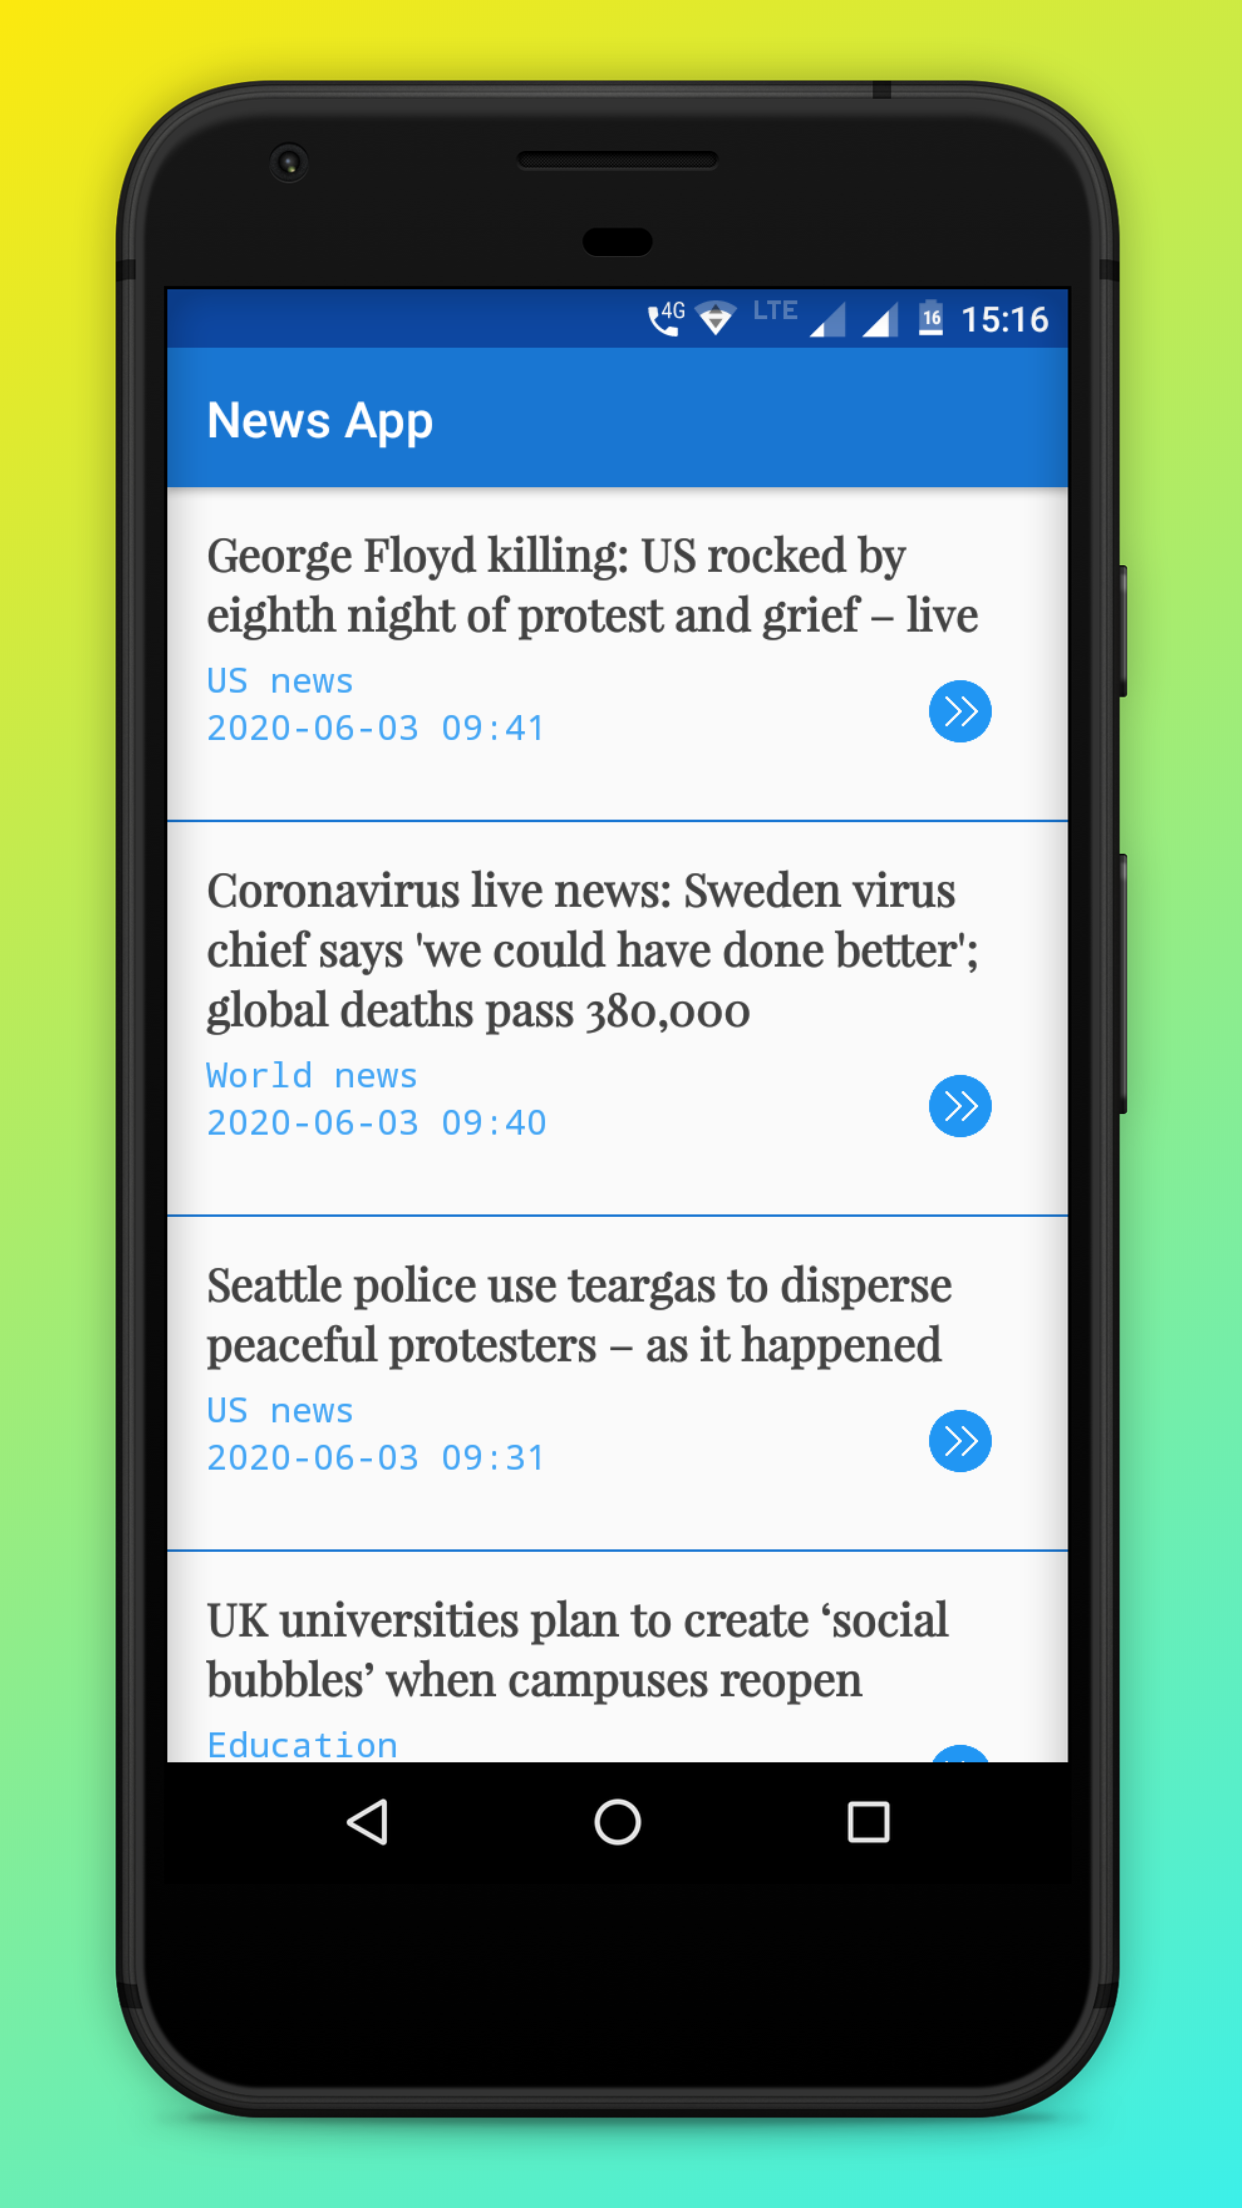 4G LTE 16 15:16
News App
George Floyd killing: US rocked by
eighth night of protest and grief – live
US news
2020-06-03 09:41
Coronavirus live news: Sweden virus
chief says 'we could have done better';
global deaths pass 380,000
World news
2020-06-03 09:40
Seattle police use teargas to disperse
peaceful protesters – as it happened
US news
2020-06-03 09:31
UK universities plan to create ‘social
bubbles’ when campuses reopen
Education